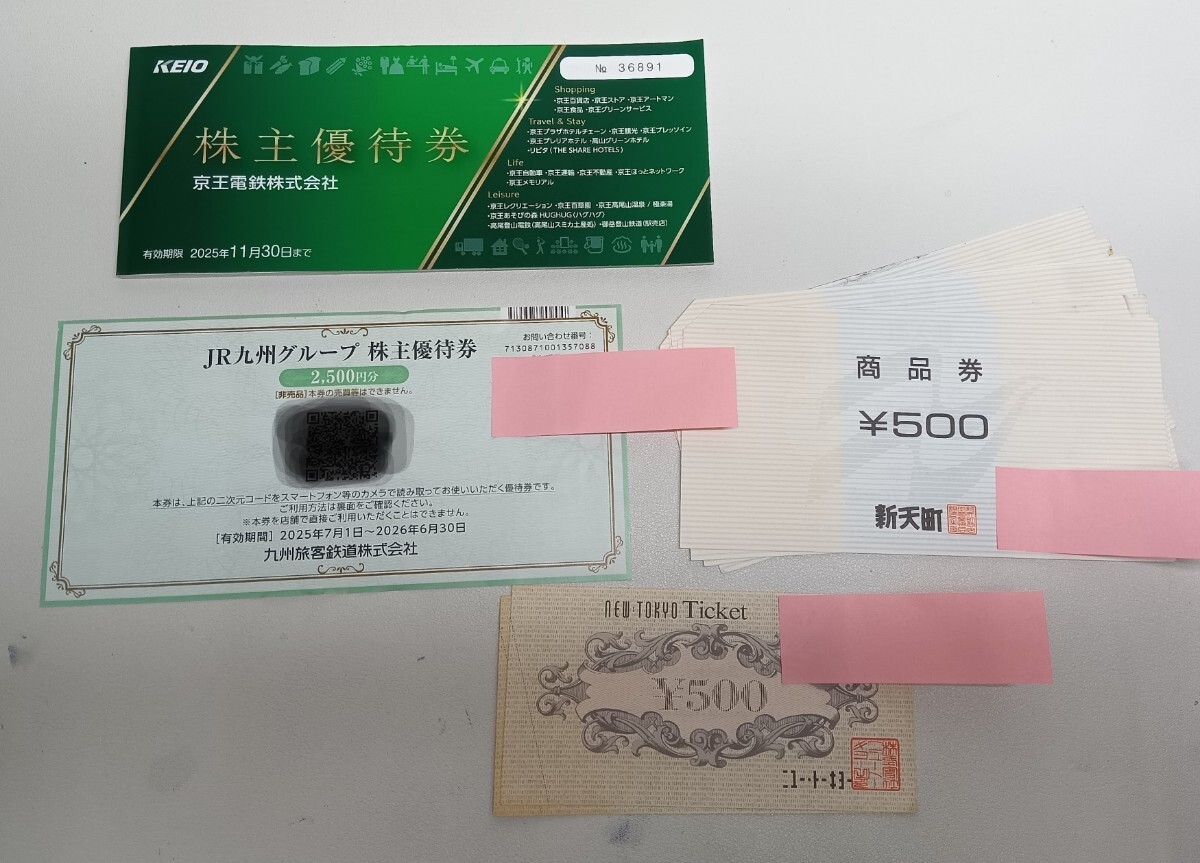 KEIO
№ 36891
株主優待券
京王電鉄株式会社
有効期限 2025年11月30日まで
Shopping
・京王百貨店 ・京王ストア ・京王アートマン
・京王食品 ・京王グリーンサービス
Travel & Stay
・京王プラザホテルチェーン ・京王観光 ・京王プレッソイン
・京王プレリアホテル ・高山グリーンホテル
・リビタ(THE SHARE HOTELS)
Life
・京王自動車 ・京王運輸 ・京王不動産 ・京王ほっとネットワーク
・京王メモリアル
Leisure
・京王レクリエーション ・京王百草園 ・京王高尾山温泉 / 極楽湯
・京王あそびの森 HUGHUG(ハグハグ)
・高尾登山電鉄(高尾山スミカ土産処) ・御岳登山鉄道(駅売店)
お問い合わせ番号:
7130871001357088
JR九州グループ 株主優待券
2,500円分
[非売品]本券の売買等はできません。
本券は、上記の二次元コードをスマートフォン等のカメラで読み取ってお使いいただく優待券です。
ご利用方法は裏面をご確認ください。
※本券を店舗で直接ご利用いただくことはできません。
[有効期間] 2025年7月1日～2026年6月30日
九州旅客鉄道株式会社
商品券
¥500
新天町
NEW・TOKYO Ticket
¥500
ニユー・トーキヨー